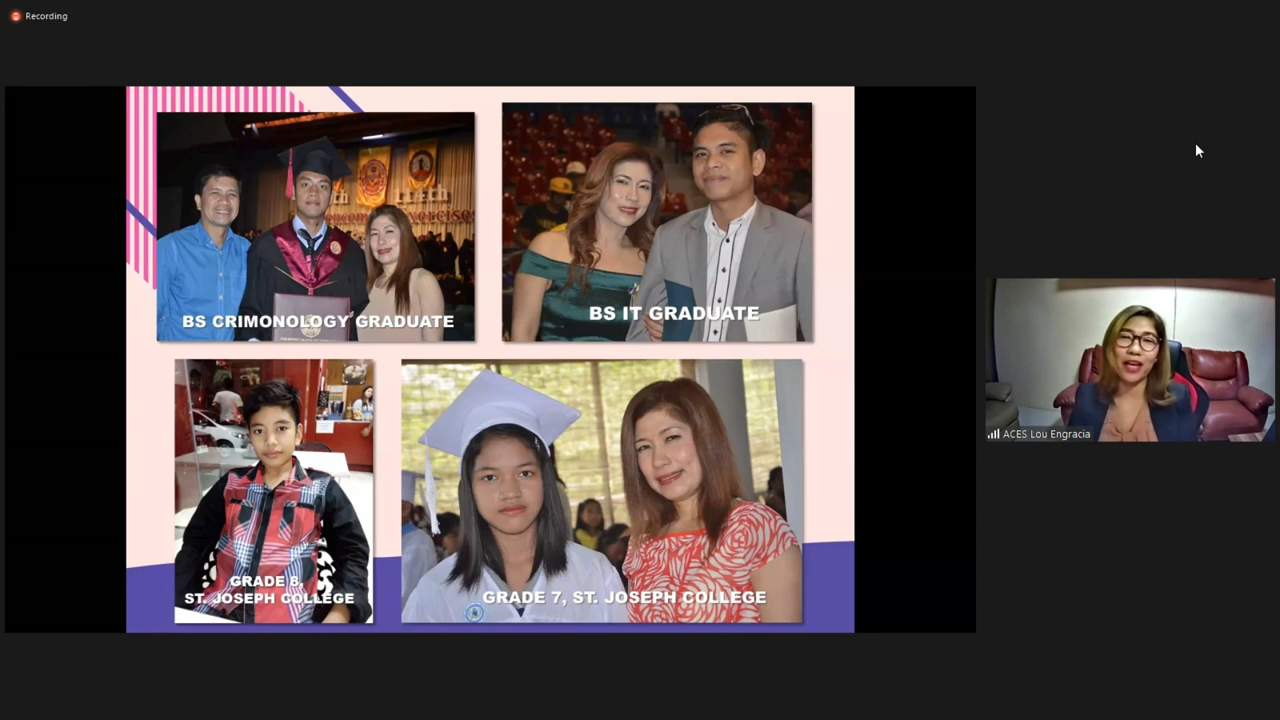 Recording
BS CRIMONOLOGY GRADUATE
BS IT GRADUATE
GRADE 8,
ST. JOSEPH COLLEGE
GRADE 7, ST. JOSEPH COLLEGE
ACES Lou Engracia